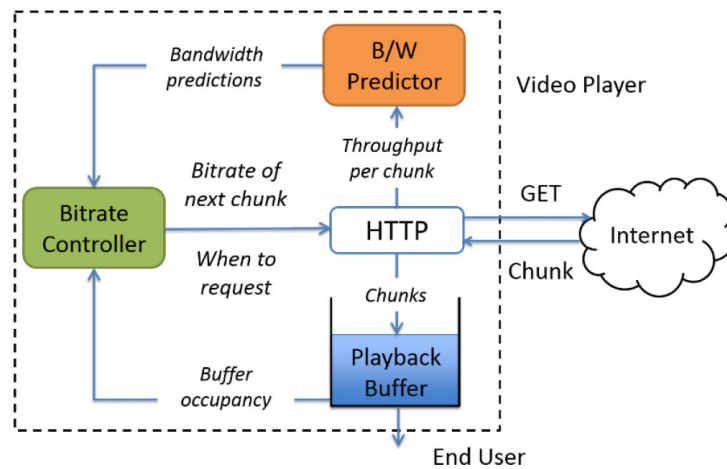 Bandwidth
predictions
B/W
Predictor
Video Player
Throughput
per chunk
Bitrate of
next chunk
Bitrate
Controller
When to
request
HTTP
GET
Internet
Chunk
Chunks
Playback
Buffer
Buffer
occupancy
End User